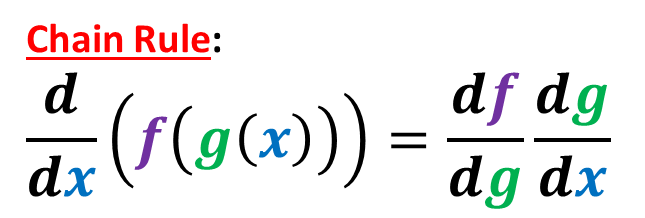 Chain Rule:
d/dx (f(g(x))) = df/dg dg/dx